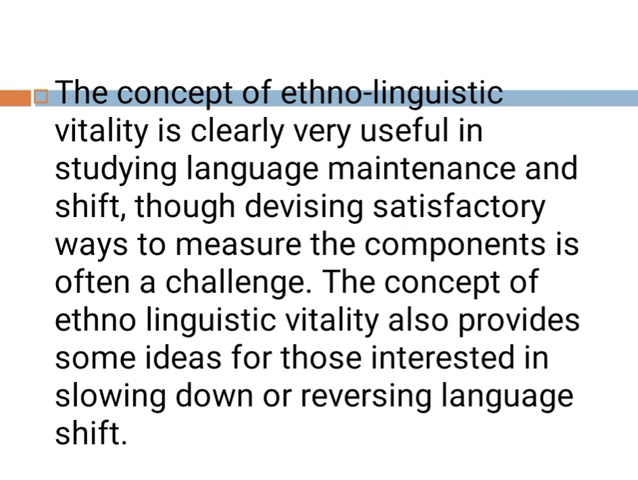 The concept of ethno-linguistic
vitality is clearly very useful in
studying language maintenance and
shift, though devising satisfactory
ways to measure the components is
often a challenge. The concept of
ethno linguistic vitality also provides
some ideas for those interested in
slowing down or reversing language
shift.